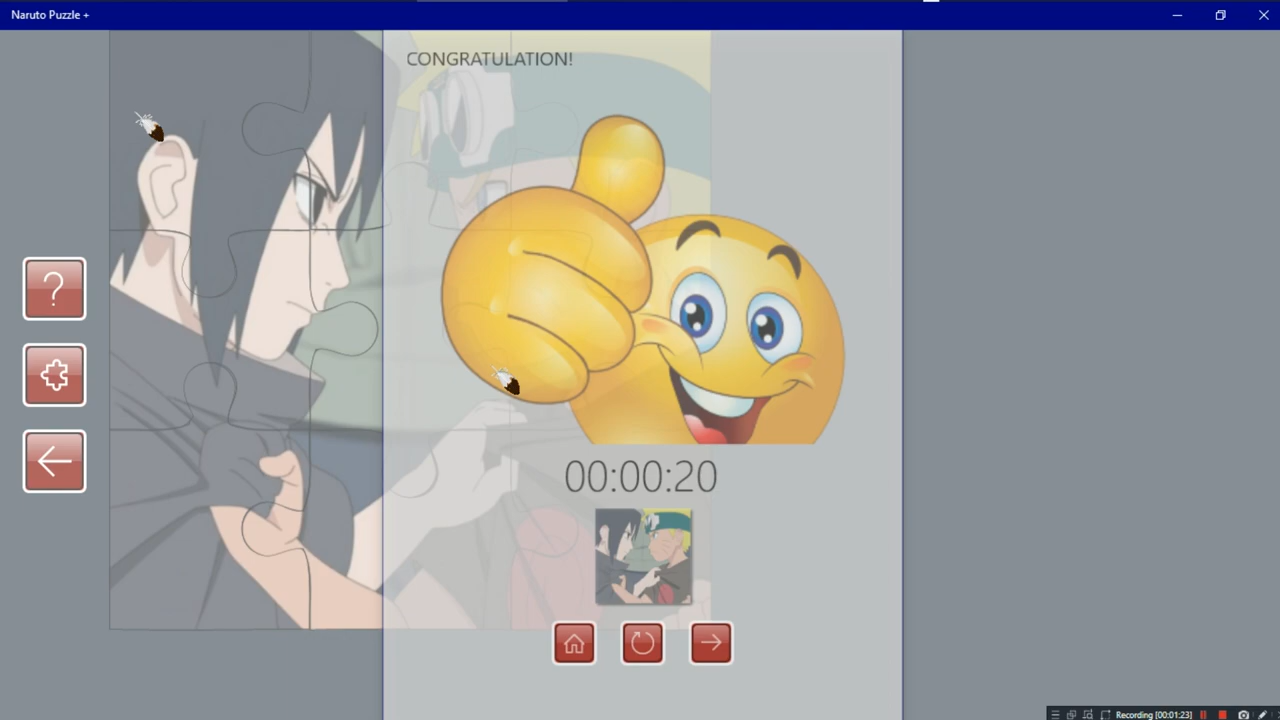 Naruto Puzzle +
CONGRATULATION!
?
00:00:20
Recording [00:01:23]